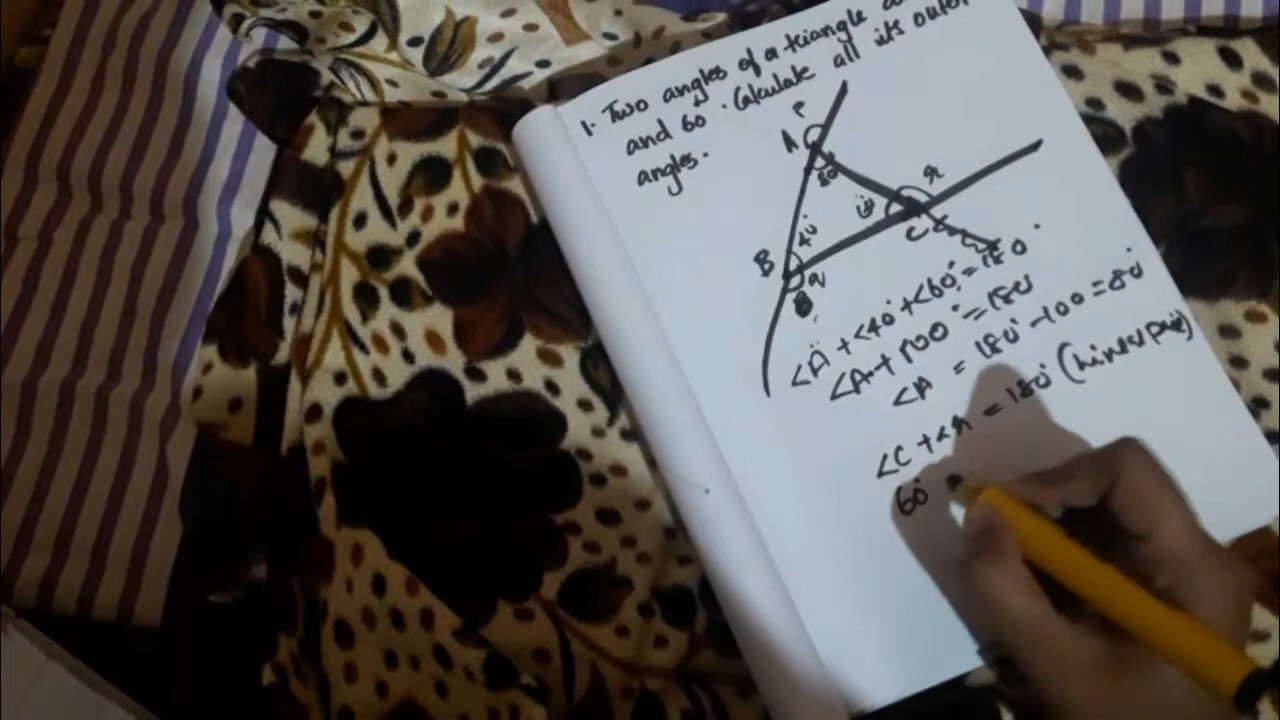 1. Two angles of a triangle
and 60°. Calculate all its outer
angles.
P
A
80°
60°
r
C
40°
B
q
B
<A + <40° + <60° = 180°
<A + 100° = 180
<A = 180° - 100 = 80°
<C + <r = 180° (Linear pair)
60°